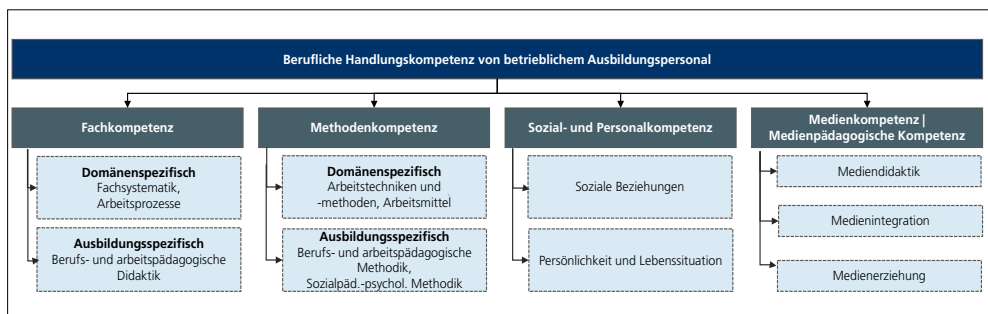 Berufliche Handlungskompetenz von betrieblichem Ausbildungspersonal
Fachkompetenz
Domänenspezifisch
Fachsystematik,
Arbeitsprozesse
Ausbildungsspezifisch
Berufs- und arbeitspädagogische
Didaktik
Methodenkompetenz
Domänenspezifisch
Arbeitstechniken und
-methoden, Arbeitsmittel
Ausbildungsspezifisch
Berufs- und arbeitspädagogische
Methodik,
Sozialpäd.-psychol. Methodik
Sozial- und Personalkompetenz
Soziale Beziehungen
Persönlichkeit und Lebenssituation
Medienkompetenz |
Medienpädagogische Kompetenz
Mediendidaktik
Medienintegration
Medienerziehung